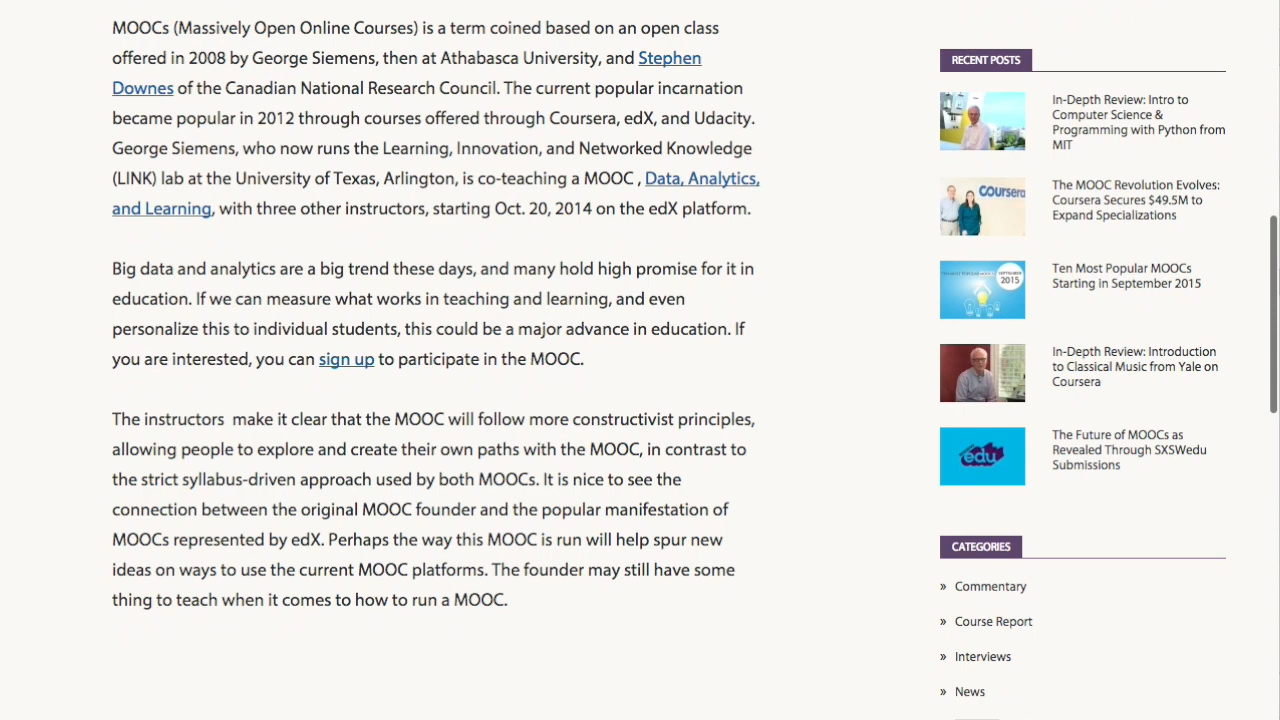 MOOCs (Massively Open Online Courses) is a term coined based on an open class
offered in 2008 by George Siemens, then at Athabasca University, and Stephen
Downes of the Canadian National Research Council. The current popular incarnation
became popular in 2012 through courses offered through Coursera, edX, and Udacity.
George Siemens, who now runs the Learning, Innovation, and Networked Knowledge
(LINK) lab at the University of Texas, Arlington, is co-teaching a MOOC , Data, Analytics,
and Learning, with three other instructors, starting Oct. 20, 2014 on the edX platform.
Big data and analytics are a big trend these days, and many hold high promise for it in
education. If we can measure what works in teaching and learning, and even
personalize this to individual students, this could be a major advance in education. If
you are interested, you can sign up to participate in the MOOC.
The instructors  make it clear that the MOOC will follow more constructivist principles,
allowing people to explore and create their own paths with the MOOC, in contrast to
the strict syllabus-driven approach used by both MOOCs. It is nice to see the
connection between the original MOOC founder and the popular manifestation of
MOOCs represented by edX. Perhaps the way this MOOC is run will help spur new
ideas on ways to use the current MOOC platforms. The founder may still have some
thing to teach when it comes to how to run a MOOC.
RECENT POSTS
In-Depth Review: Intro to
Computer Science &
Programming with Python from
MIT
coursera
The MOOC Revolution Evolves:
Coursera Secures $49.5M to
Expand Specializations
TEN MOST POPULAR MOOCS
SEPTEMBER
2015
Ten Most Popular MOOCs
Starting in September 2015
In-Depth Review: Introduction
to Classical Music from Yale on
Coursera
edu
The Future of MOOCs as
Revealed Through SXSWedu
Submissions
CATEGORIES
» Commentary
» Course Report
» Interviews
» News